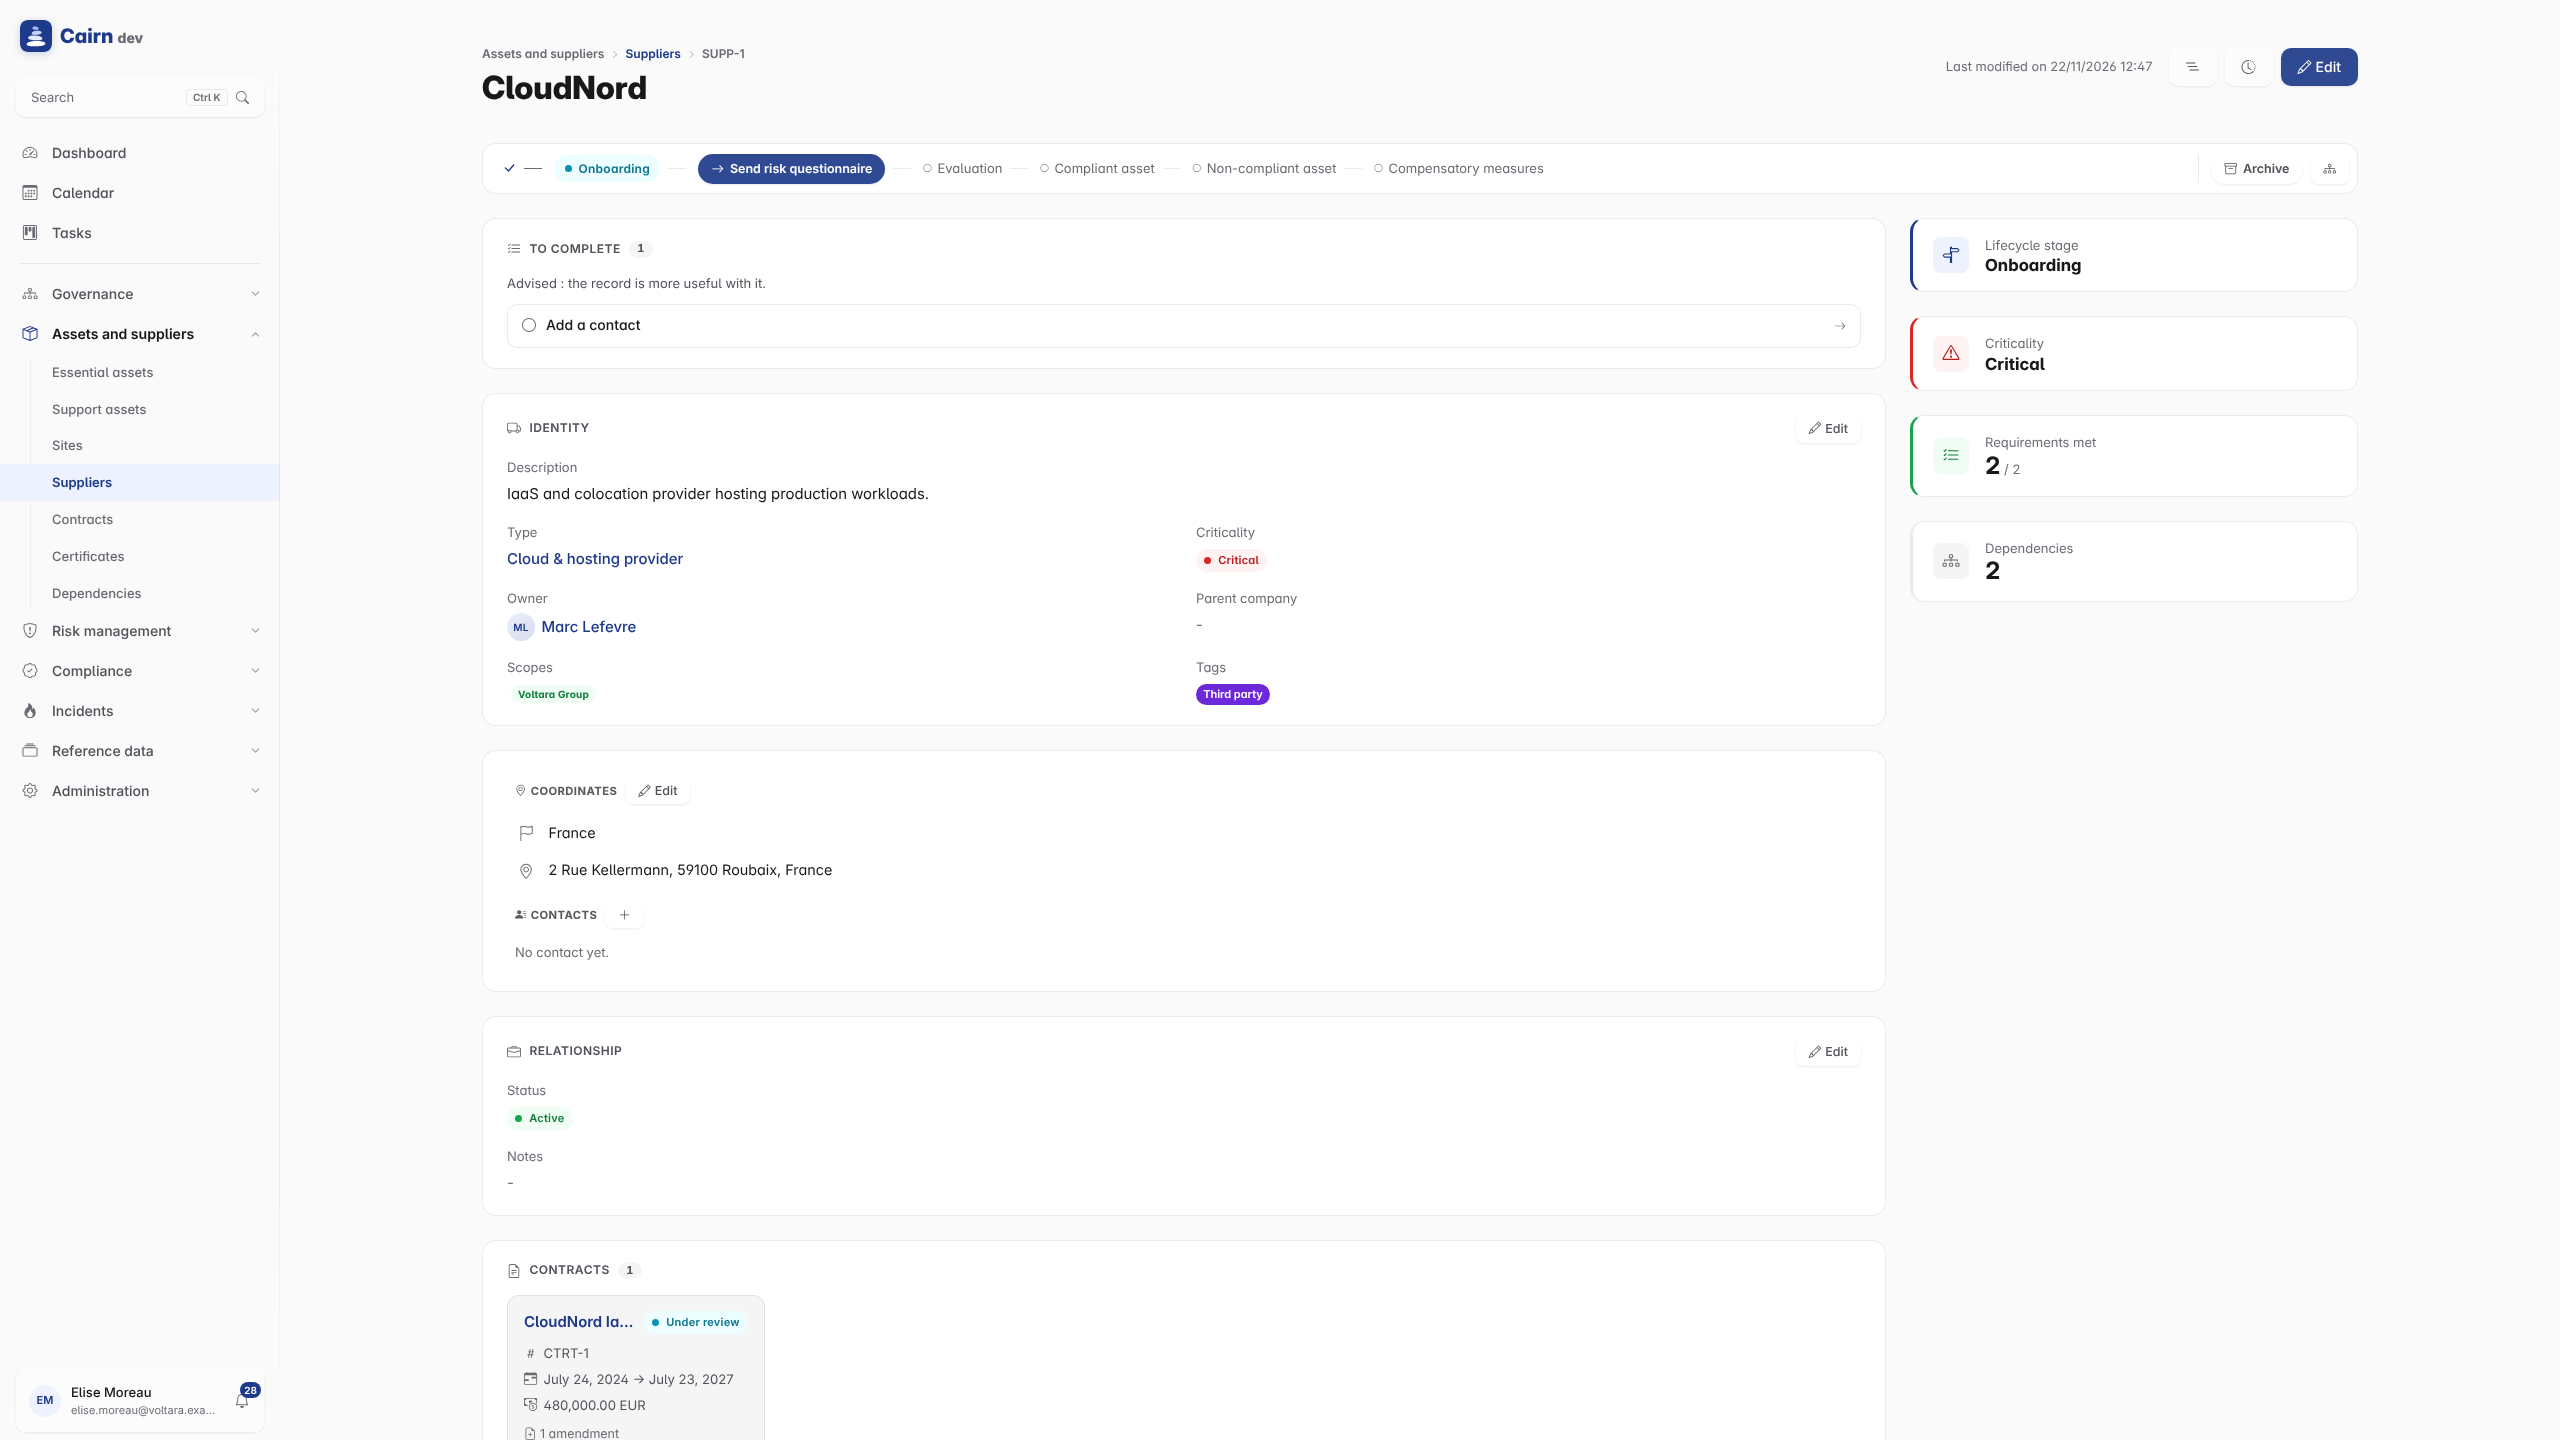 Cairn dev
Search
Ctrl K
Dashboard
Calendar
Tasks
Governance
Assets and suppliers
Essential assets
Support assets
Sites
Suppliers
Contracts
Certificates
Dependencies
Risk management
Compliance
Incidents
Reference data
Administration
EM
Elise Moreau
elise.moreau@voltara.exa...
28
Assets and suppliers > Suppliers > SUPP-1
CloudNord
Last modified on 22/11/2026 12:47
Edit
Onboarding
Send risk questionnaire
Evaluation
Compliant asset
Non-compliant asset
Compensatory measures
Archive
TO COMPLETE 1
Advised : the record is more useful with it.
Add a contact
IDENTITY
Edit
Description
IaaS and colocation provider hosting production workloads.
Type
Cloud & hosting provider
Criticality
Critical
Owner
ML Marc Lefevre
Parent company
-
Scopes
Voltara Group
Tags
Third party
COORDINATES
Edit
France
2 Rue Kellermann, 59100 Roubaix, France
CONTACTS
No contact yet.
RELATIONSHIP
Edit
Status
Active
Notes
-
CONTRACTS 1
CloudNord Ia...
Under review
# CTRT-1
July 24, 2024 → July 23, 2027
480,000.00 EUR
1 amendment
Lifecycle stage
Onboarding
Criticality
Critical
Requirements met
2 / 2
Dependencies
2